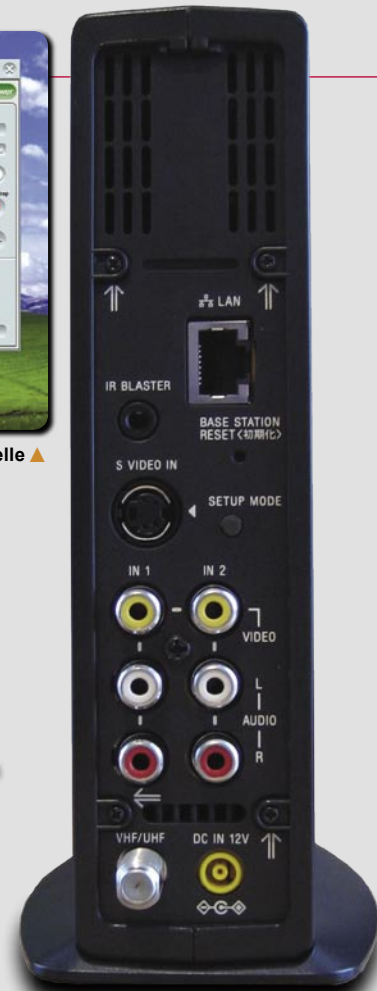 LAN
IR BLASTER
BASE STATION
RESET<初期化>
S VIDEO IN
SETUP MODE
IN 1 IN 2
VIDEO
L
AUDIO
R
VHF/UHF DC IN 12V
elle